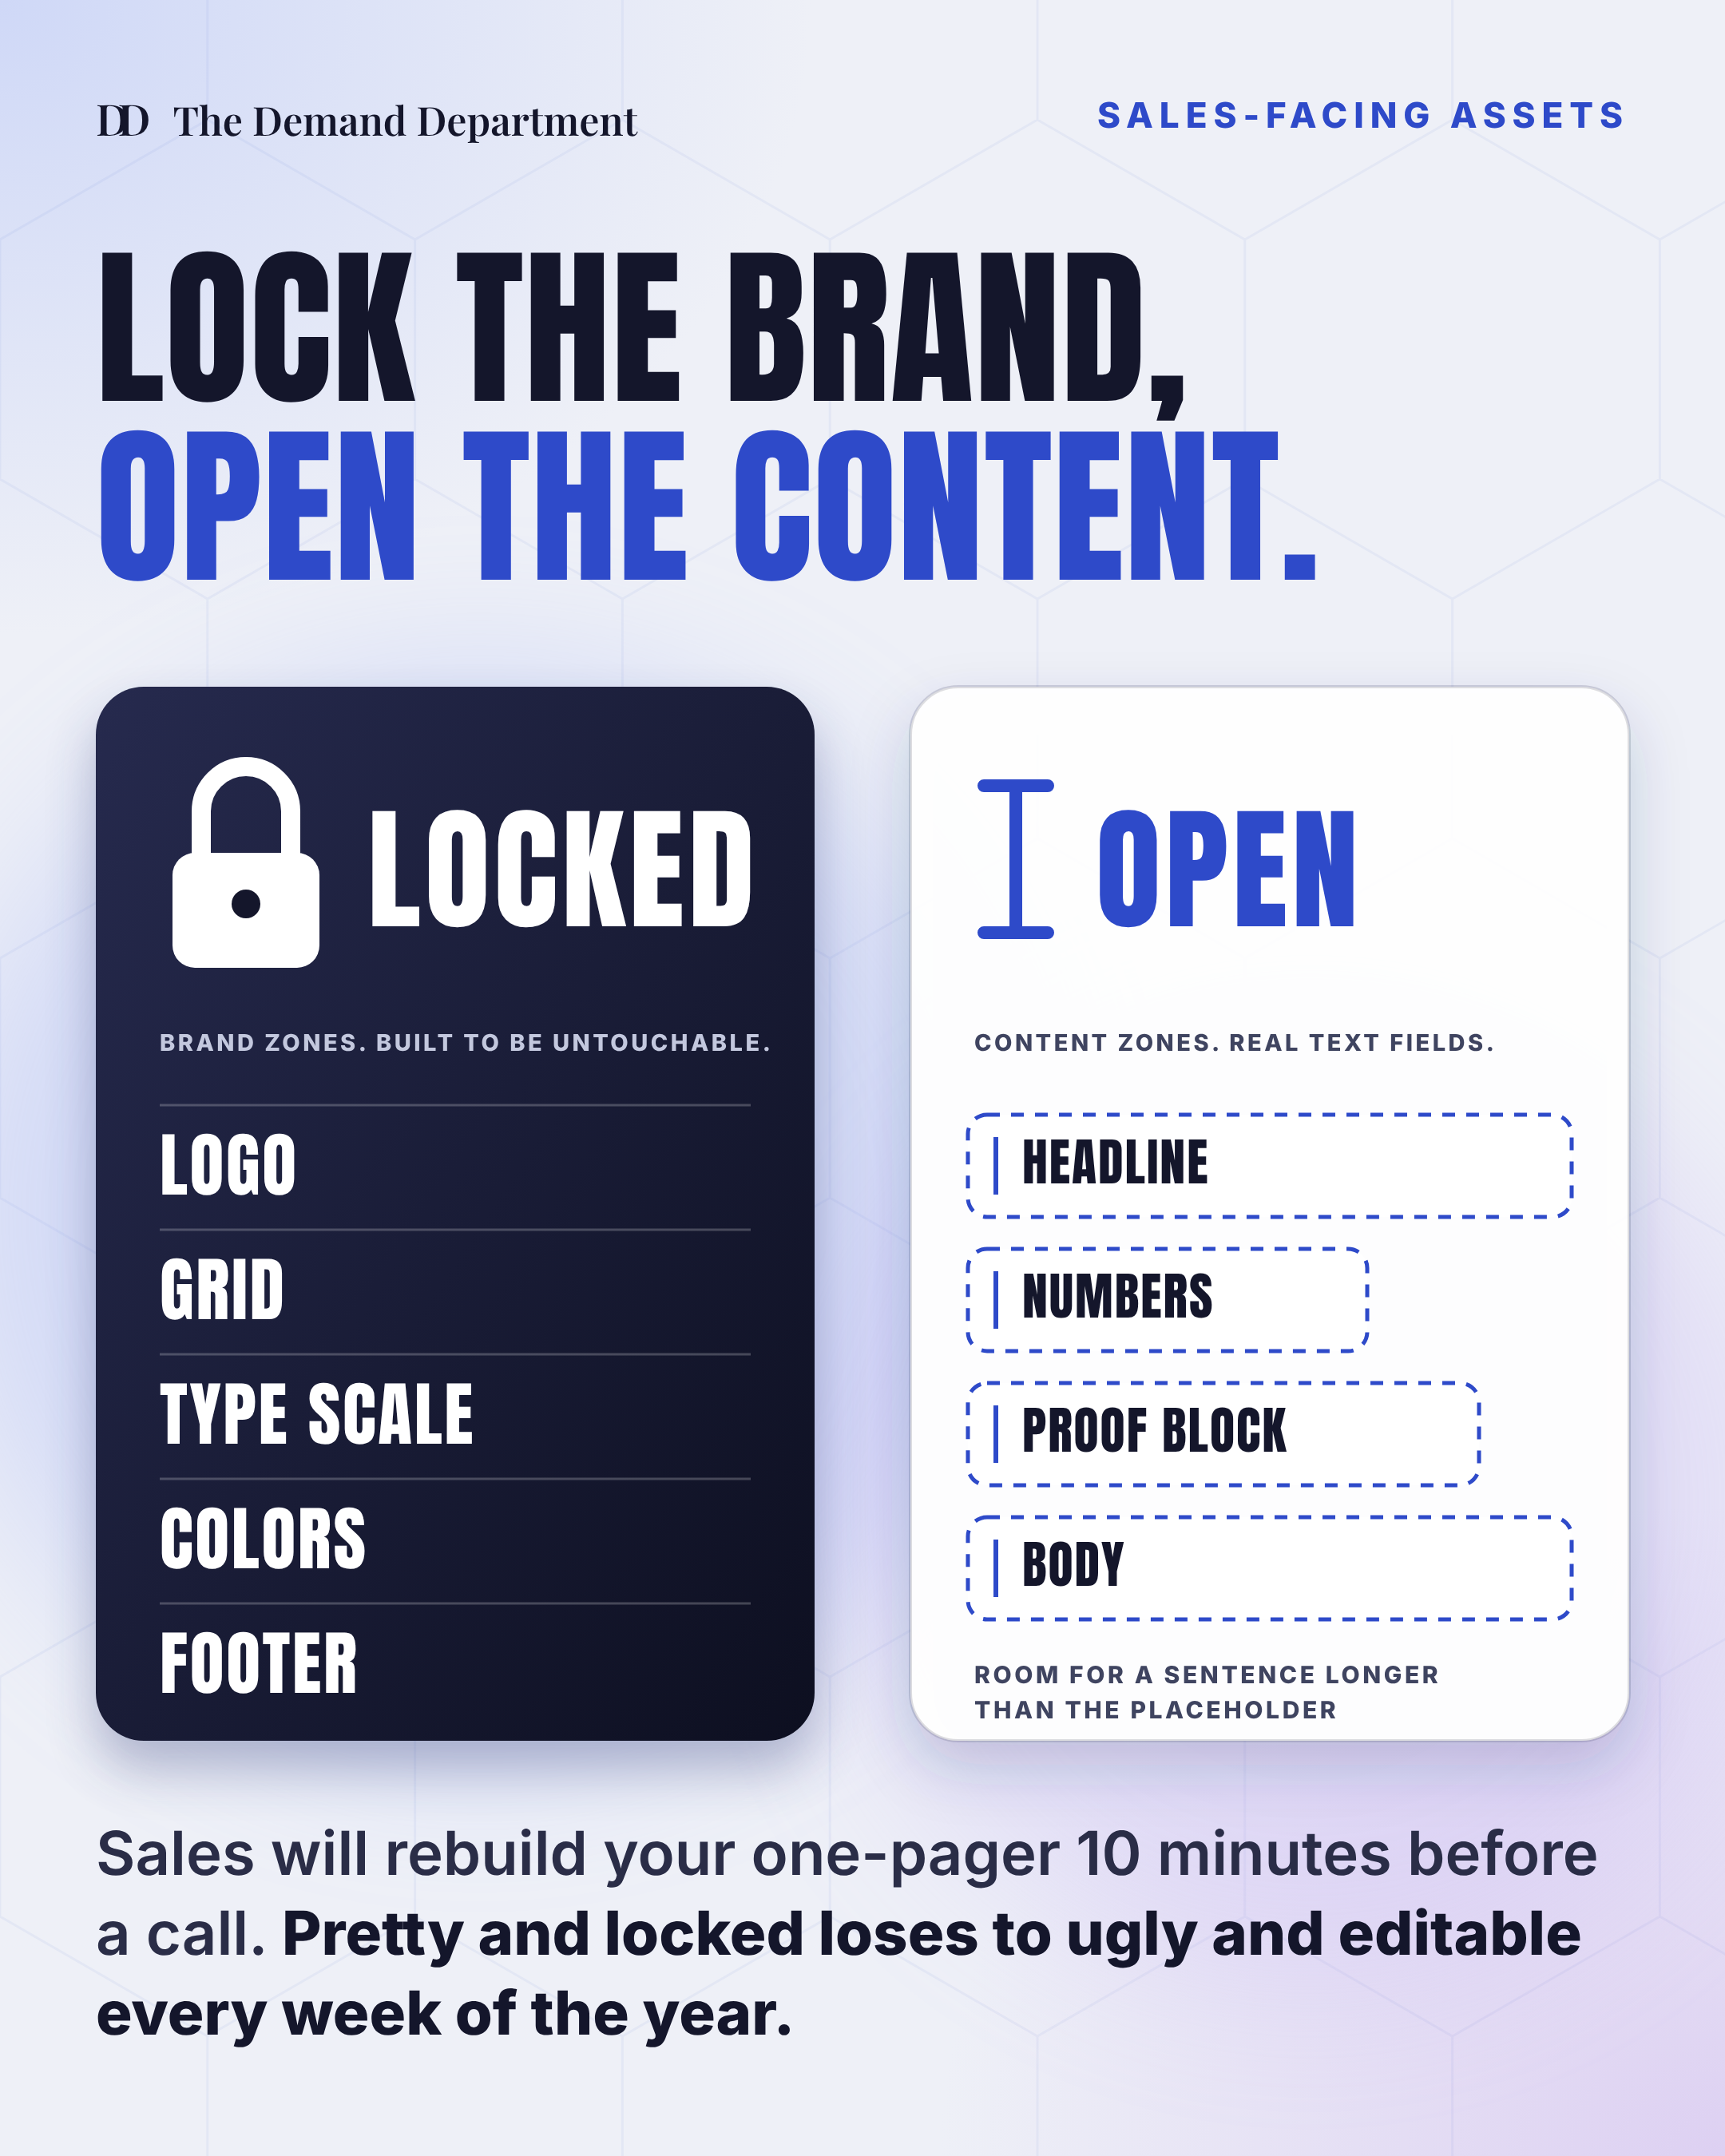 DD The Demand Department
SALES-FACING ASSETS
LOCK THE BRAND,
OPEN THE CONTENT.
LOCKED
BRAND ZONES. BUILT TO BE UNTOUCHABLE.
LOGO
GRID
TYPE SCALE
COLORS
FOOTER
OPEN
CONTENT ZONES. REAL TEXT FIELDS.
HEADLINE
NUMBERS
PROOF BLOCK
BODY
ROOM FOR A SENTENCE LONGER
THAN THE PLACEHOLDER
Sales will rebuild your one-pager 10 minutes before
a call. Pretty and locked loses to ugly and editable
every week of the year.